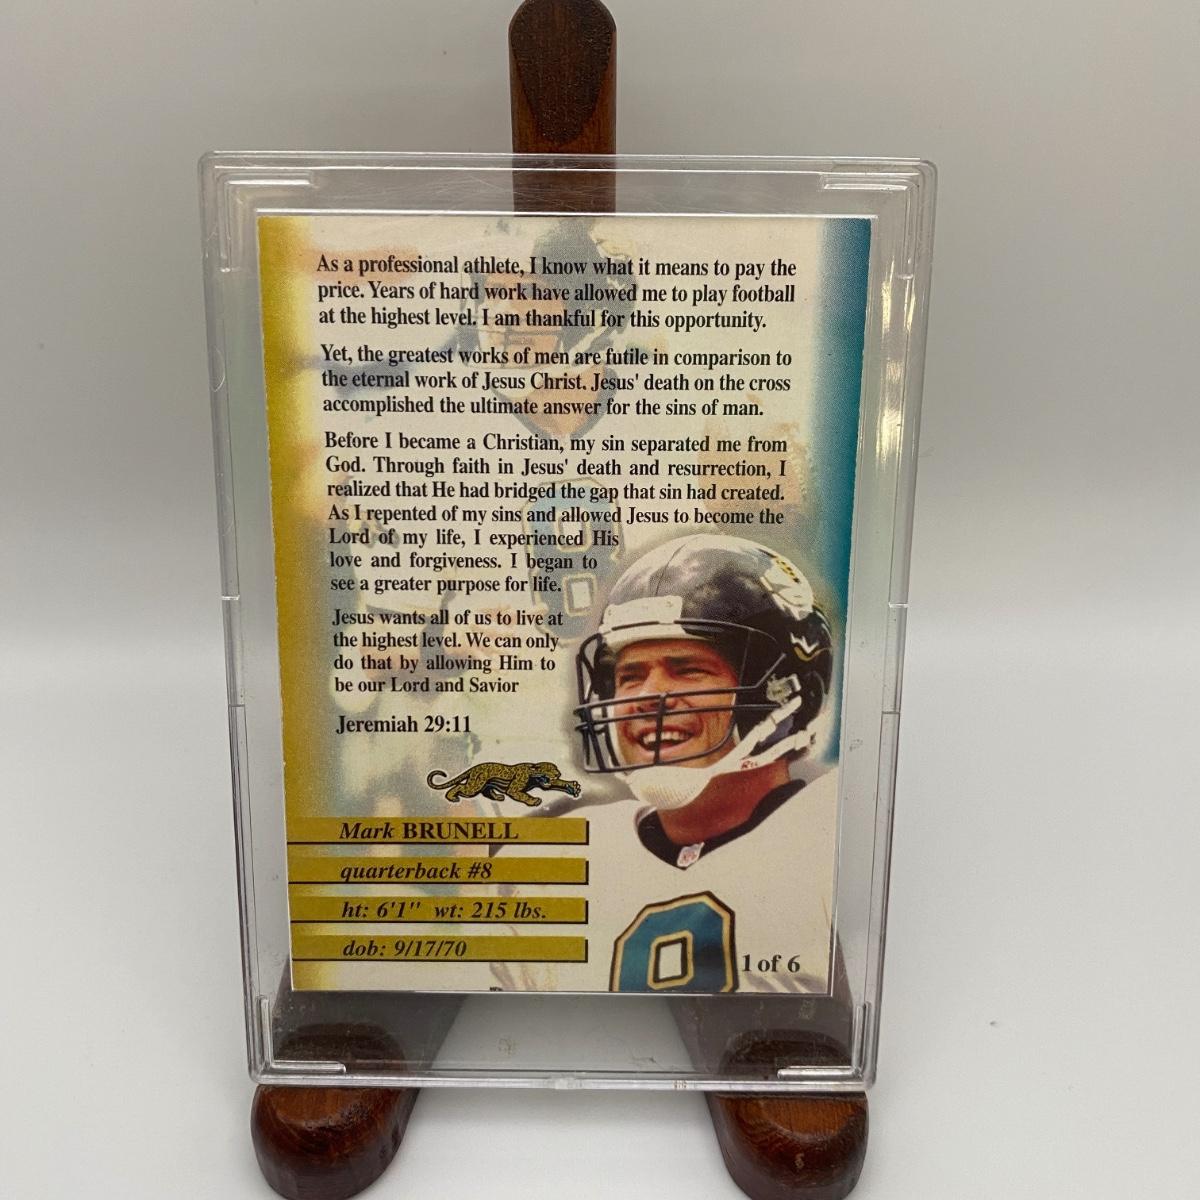 As a professional athlete, I know what it means to pay the
price. Years of hard work have allowed me to play football
at the highest level. I am thankful for this opportunity.
Yet, the greatest works of men are futile in comparison to
the eternal work of Jesus Christ. Jesus' death on the cross
accomplished the ultimate answer for the sins of man.
Before I became a Christian, my sin separated me from
God. Through faith in Jesus' death and resurrection, I
realized that He had bridged the gap that sin had created.
As I repented of my sins and allowed Jesus to become the
Lord of my life, I experienced His
love and forgiveness. I began to
see a greater purpose for life.
Jesus wants all of us to live at
the highest level. We can only
do that by allowing Him to
be our Lord and Savior
Jeremiah 29:11
Mark BRUNELL
quarterback #8
ht: 6'1" wt: 215 lbs.
dob: 9/17/70
1 of 6